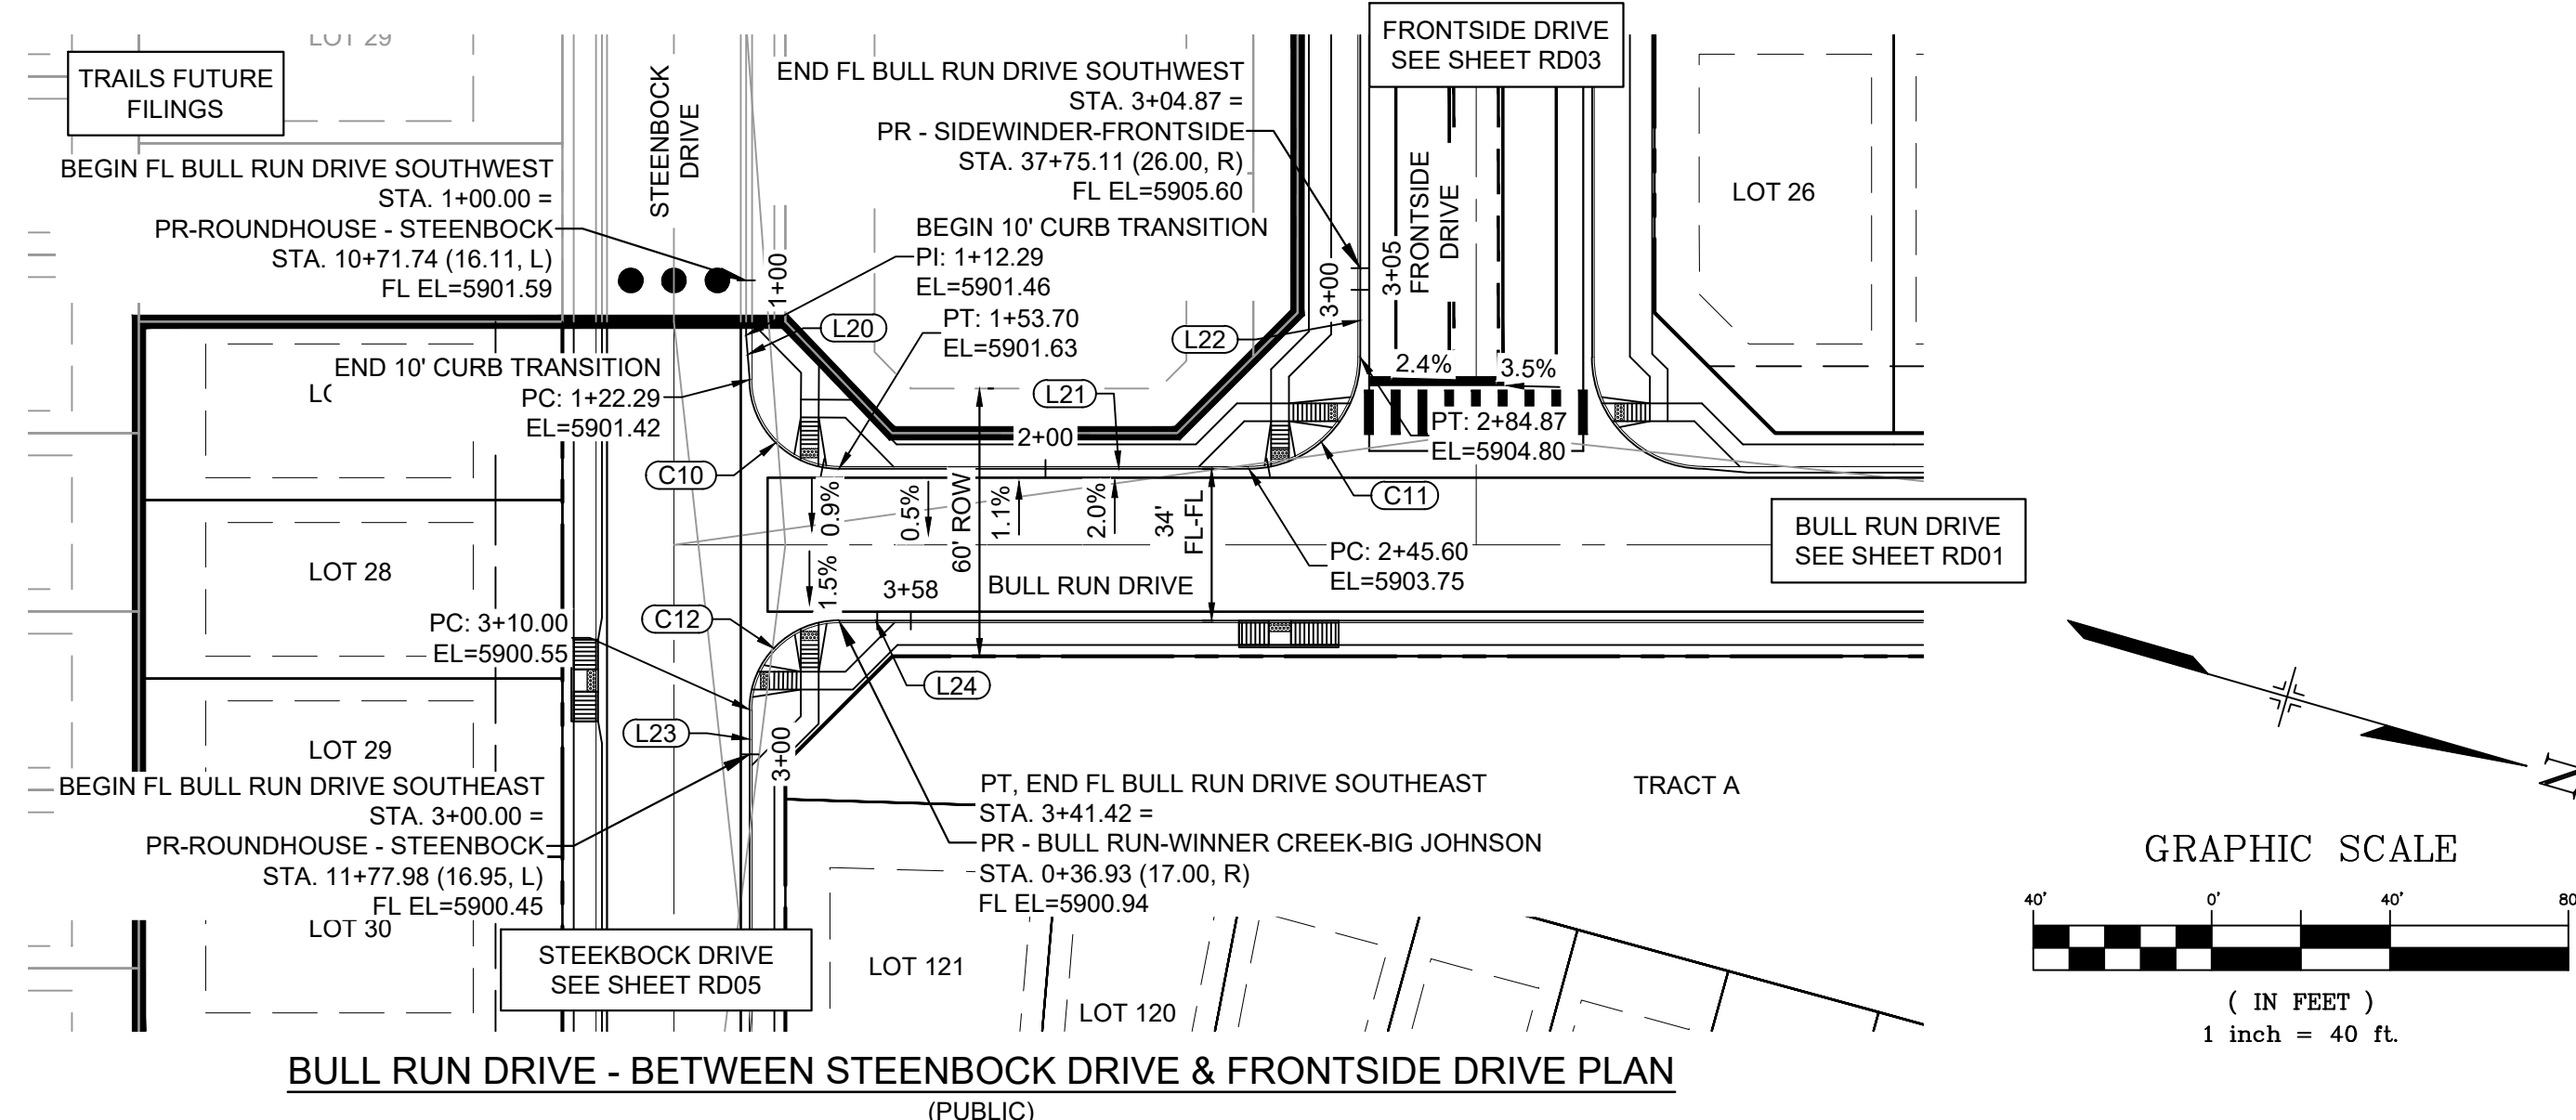 LOT 29
TRAILS FUTURE
FILINGS
STEENBOCK
DRIVE
END FL BULL RUN DRIVE SOUTHWEST
STA. 3+04.87 =
PR - SIDEWINDER-FRONTSIDE
STA. 37+75.11 (26.00, R)
FL EL=5905.60
FRONTSIDE DRIVE
SEE SHEET RD03
BEGIN FL BULL RUN DRIVE SOUTHWEST
STA. 1+00.00 =
PR-ROUNDHOUSE - STEENBOCK
STA. 10+71.74 (16.11, L)
FL EL=5901.59
1+00
BEGIN 10' CURB TRANSITION
PI: 1+12.29
EL=5901.46
PT: 1+53.70
EL=5901.63
3+00
3+05
FRONTSIDE
DRIVE
LOT 26
L20
L22
END 10' CURB TRANSITION
PC: 1+22.29
EL=5901.42
2.4%
3.5%
L21
2+00
PT: 2+84.87
EL=5904.80
C10
C11
0.9%
0.5%
60' ROW
1.1%
2.0%
34'
FL-FL
PC: 2+45.60
EL=5903.75
BULL RUN DRIVE
SEE SHEET RD01
LOT 28
1.5%
3+58
BULL RUN DRIVE
PC: 3+10.00
EL=5900.55
C12
L24
L23
3+00
LOT 29
BEGIN FL BULL RUN DRIVE SOUTHEAST
STA. 3+00.00 =
PR-ROUNDHOUSE - STEENBOCK
STA. 11+77.98 (16.95, L)
FL EL=5900.45
LOT 30
PT, END FL BULL RUN DRIVE SOUTHEAST
STA. 3+41.42 =
PR - BULL RUN-WINNER CREEK-BIG JOHNSON
STA. 0+36.93 (17.00, R)
FL EL=5900.94
TRACT A
N
STEEKBOCK DRIVE
SEE SHEET RD05
LOT 121
LOT 120
GRAPHIC SCALE
40' 0' 40' 80
( IN FEET )
1 inch = 40 ft.
BULL RUN DRIVE - BETWEEN STEENBOCK DRIVE & FRONTSIDE DRIVE PLAN
(PUBLIC)